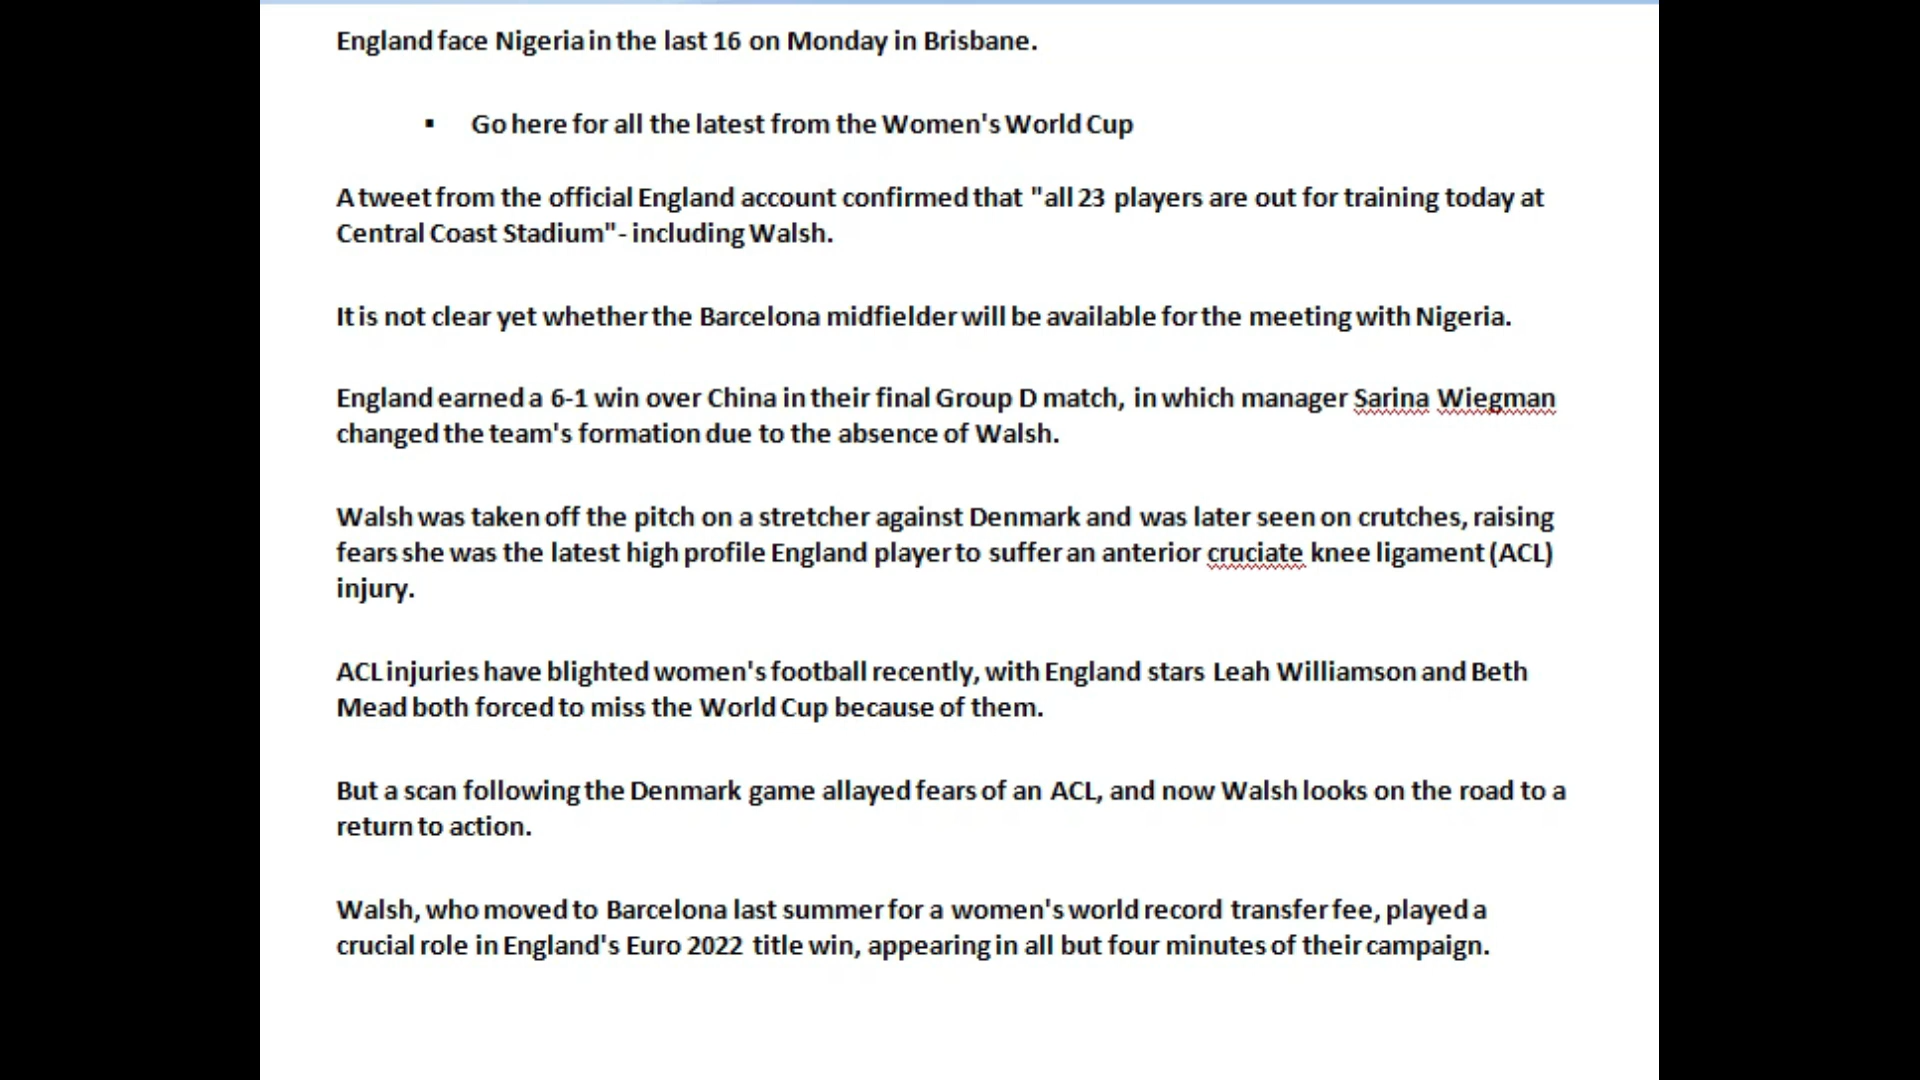 England face Nigeria in the last 16 on Monday in Brisbane.
▪ Go here for all the latest from the Women's World Cup
A tweet from the official England account confirmed that "all 23 players are out for training today at
Central Coast Stadium"- including Walsh.
It is not clear yet whether the Barcelona midfielder will be available for the meeting with Nigeria.
England earned a 6-1 win over China in their final Group D match, in which manager Sarina Wiegman
changed the team's formation due to the absence of Walsh.
Walsh was taken off the pitch on a stretcher against Denmark and was later seen on crutches, raising
fears she was the latest high profile England player to suffer an anterior cruciate knee ligament (ACL)
injury.
ACL injuries have blighted women's football recently, with England stars Leah Williamson and Beth
Mead both forced to miss the World Cup because of them.
But a scan following the Denmark game allayed fears of an ACL, and now Walsh looks on the road to a
return to action.
Walsh, who moved to Barcelona last summer for a women's world record transfer fee, played a
crucial role in England's Euro 2022 title win, appearing in all but four minutes of their campaign.